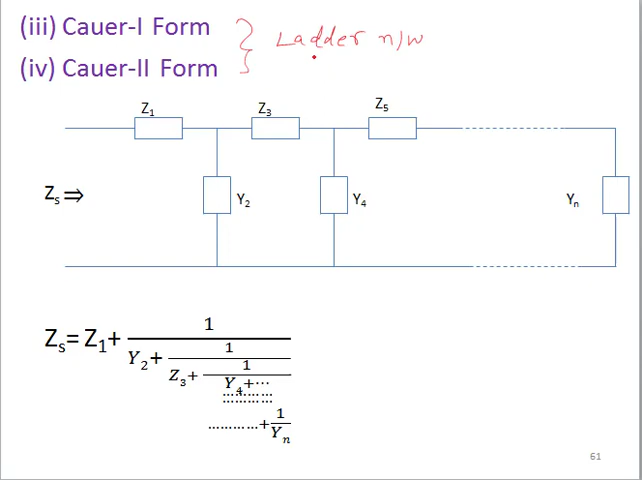 (iii) Cauer-I Form
Ladder n/w
(iv) Cauer-II Form
Z1
Z3
Z5
Zs⇒
Y2
Y4
Yn
Zs= Z1+ 1
Y2+ 1
Z3+ 1
Y4+⋯
…………
…………+ 1
Yn
61